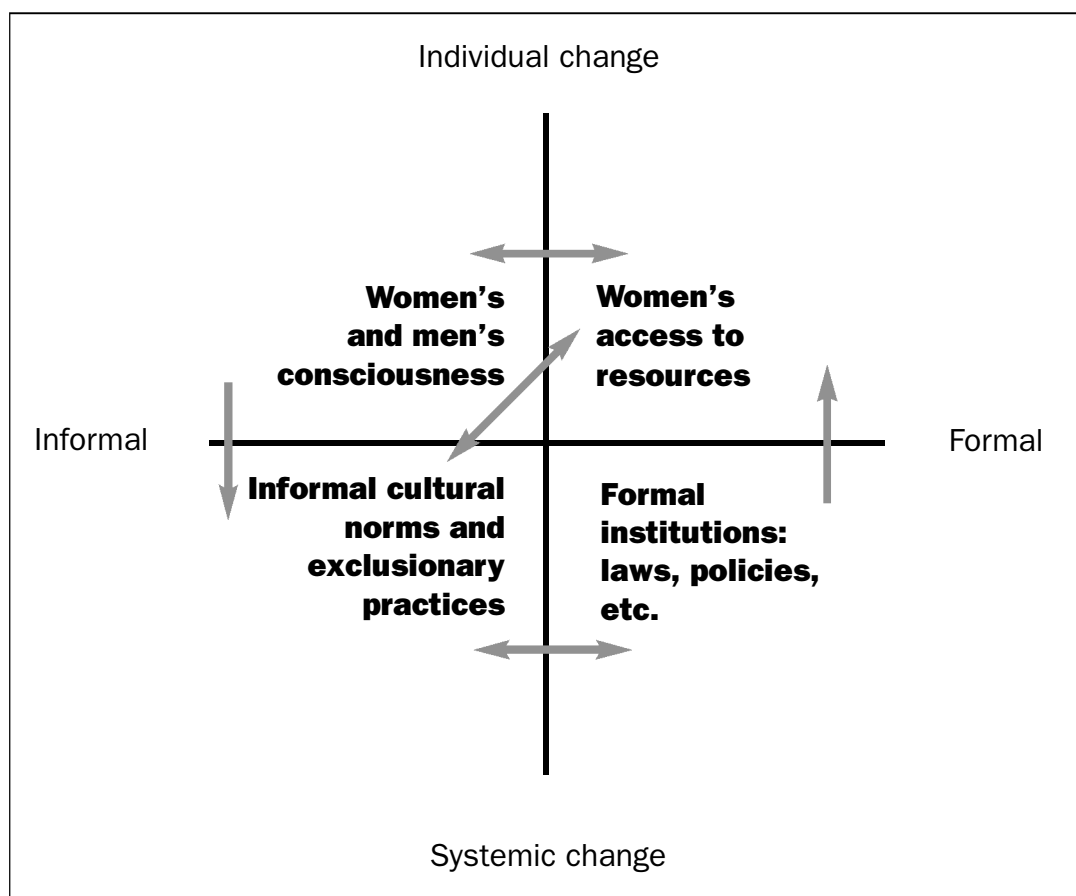 Individual change
Women’s
and men’s
consciousness
Women’s
access to
resources
Informal
Formal
Informal cultural
norms and
exclusionary
practices
Formal
institutions:
laws, policies,
etc.
Systemic change